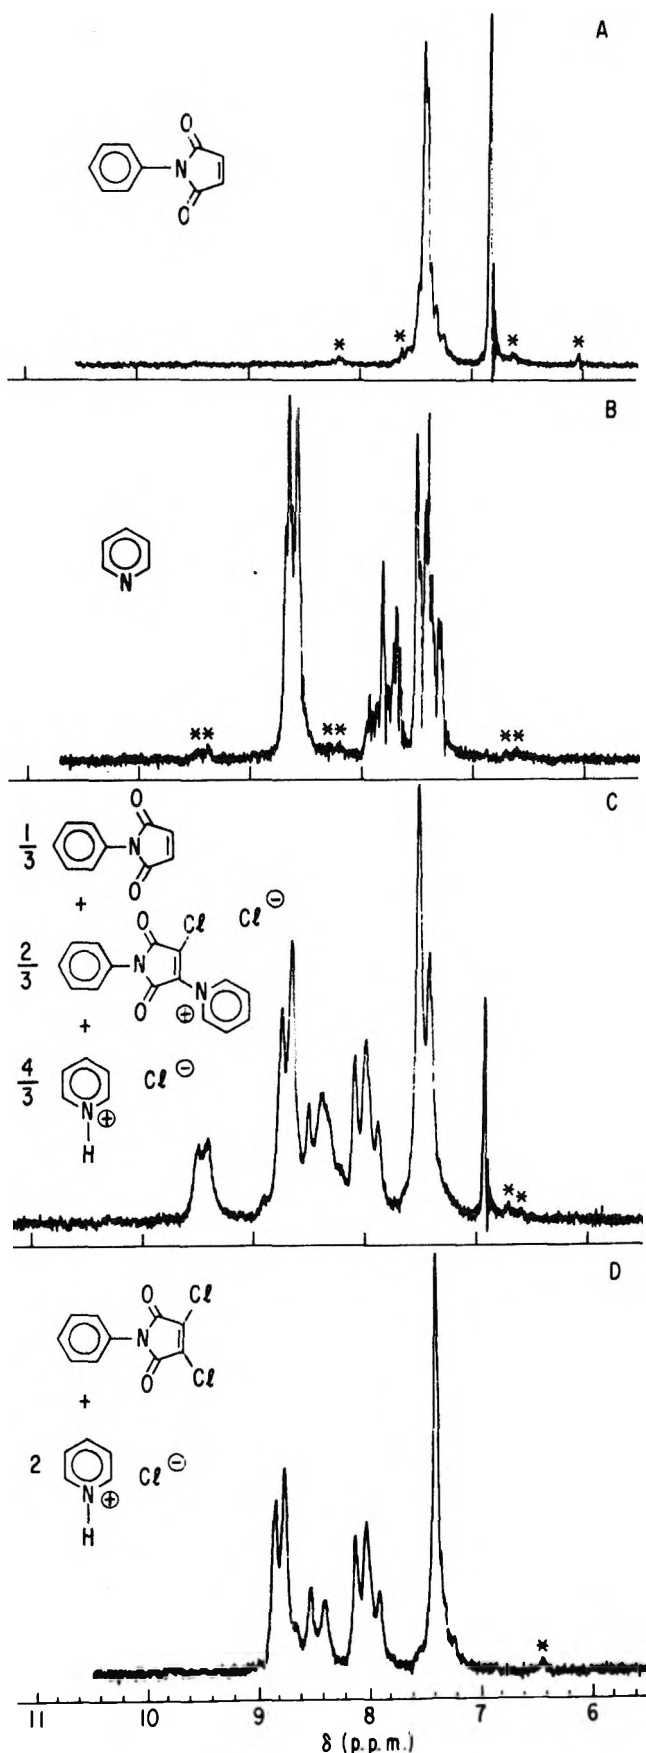 A
O
N
O
*
*
*
*
B
N
**
**
**
C
1/3
O
N
O
+
Cl
Cl ⊖
2/3
O
N
O
N
⊕
+
4/3
N
⊕
H
Cl ⊖
*
*
D
O
Cl
N
O
Cl
+
2
N
⊕
H
Cl ⊖
*
11 10 9 8 7 6
δ (p.p.m.)